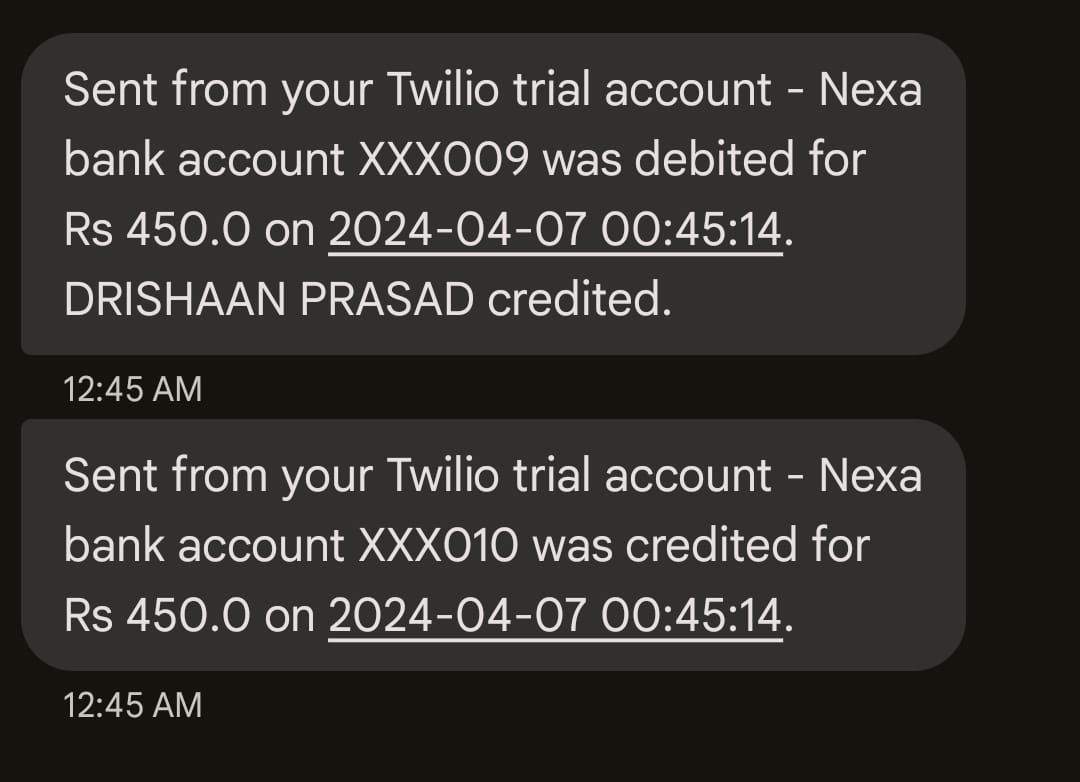 Sent from your Twilio trial account - Nexa
bank account XXX009 was debited for
Rs 450.0 on 2024-04-07 00:45:14.
DRISHAAN PRASAD credited.
12:45 AM
Sent from your Twilio trial account - Nexa
bank account XXX010 was credited for
Rs 450.0 on 2024-04-07 00:45:14.
12:45 AM